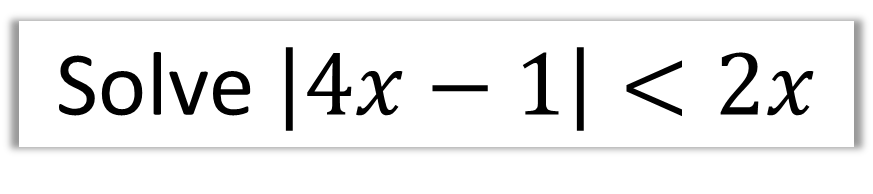 Solve |4x − 1| < 2x